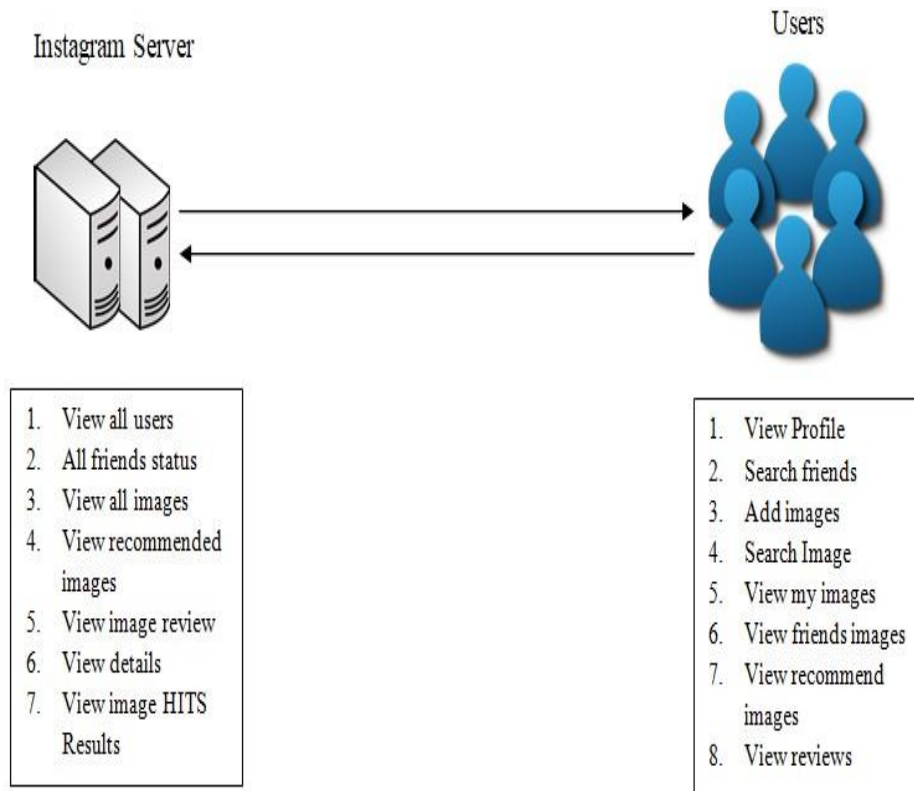 Instagram Server
Users
1. View all users
2. All friends status
3. View all images
4. View recommended
images
5. View image review
6. View details
7. View image HITS
Results
1. View Profile
2. Search friends
3. Add images
4. Search Image
5. View my images
6. View friends images
7. View recommend
images
8. View reviews